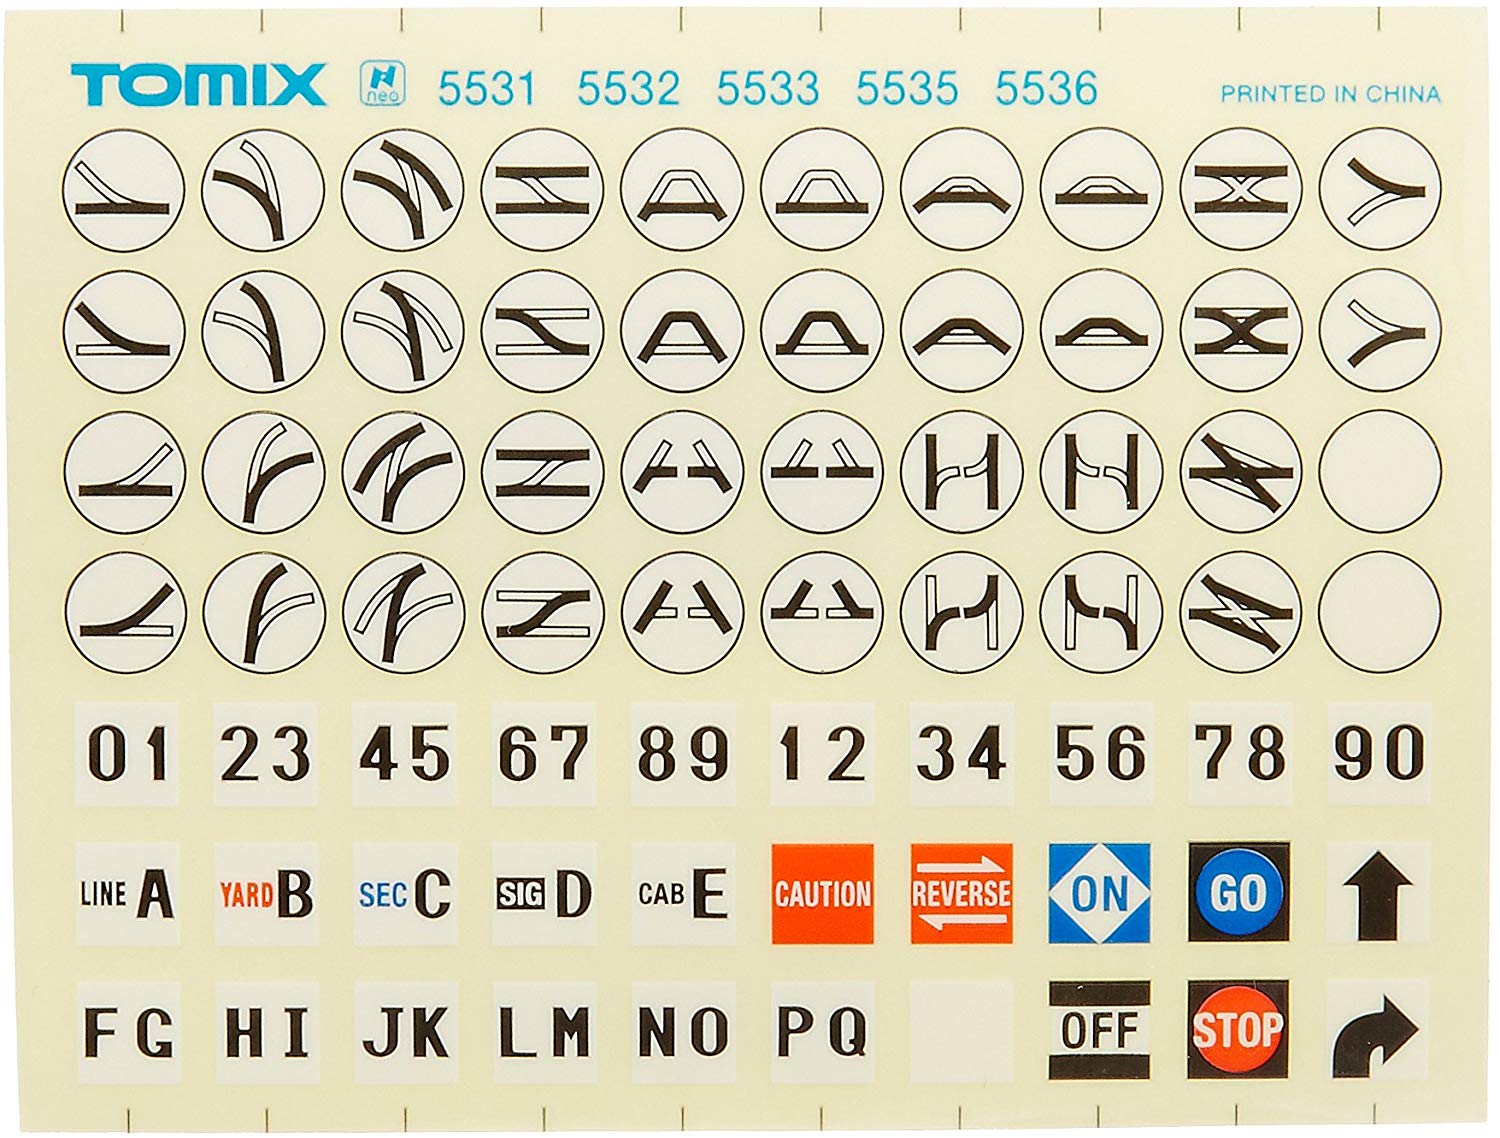 TOMIX neo 5531 5532 5533 5535 5536 PRINTED IN CHINA
01 23 45 67 89 12 34 56 78 90
LINE A YARD B SEC C SIG D CAB E CAUTION REVERSE ON GO
FG HI JK LM NO PQ OFF STOP